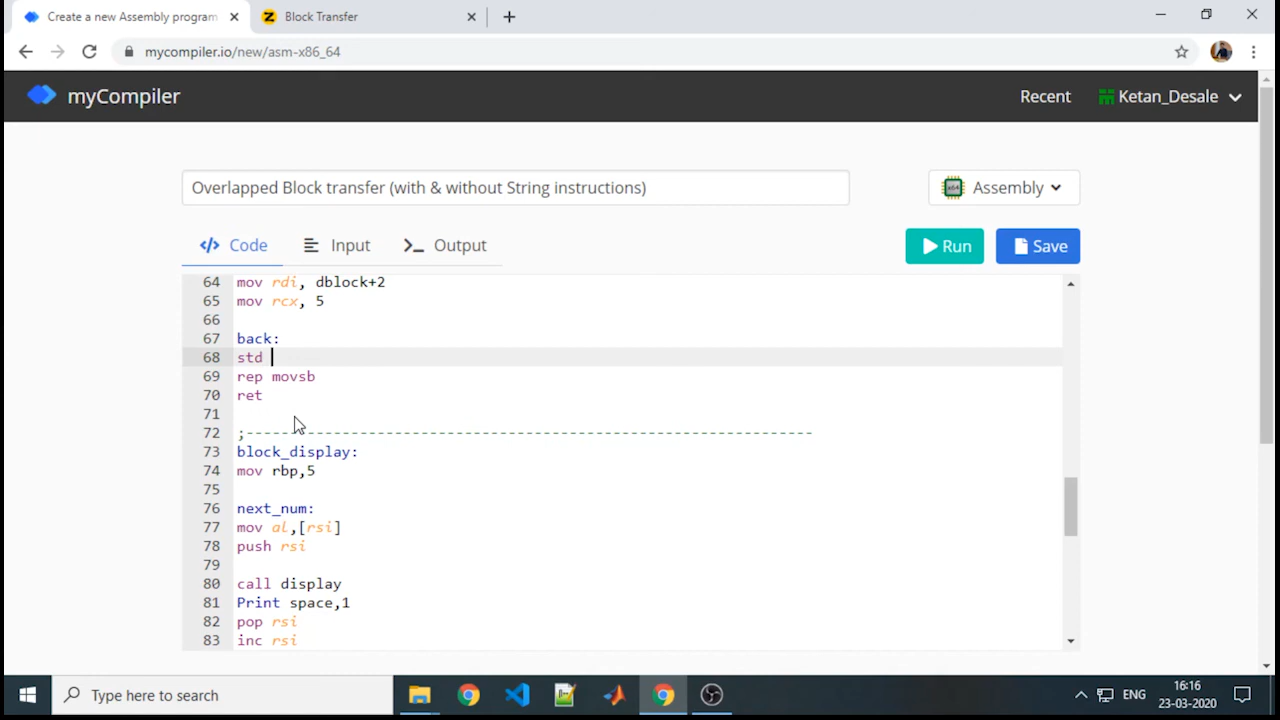 Create a new Assembly program
Block Transfer
mycompiler.io/new/asm-x86_64
myCompiler
Recent
Ketan_Desale
Overlapped Block transfer (with & without String instructions)
x64
Assembly
</> Code
Input
>_ Output
Run
Save
64 mov rdi, dblock+2
65 mov rcx, 5
66
67 back:
68 std
69 rep movsb
70 ret
71
72 ;-----------------------------------------------------------------
73 block_display:
74 mov rbp,5
75
76 next_num:
77 mov al,[rsi]
78 push rsi
79
80 call display
81 Print space,1
82 pop rsi
83 inc rsi
Type here to search
ENG
16:16
23-03-2020